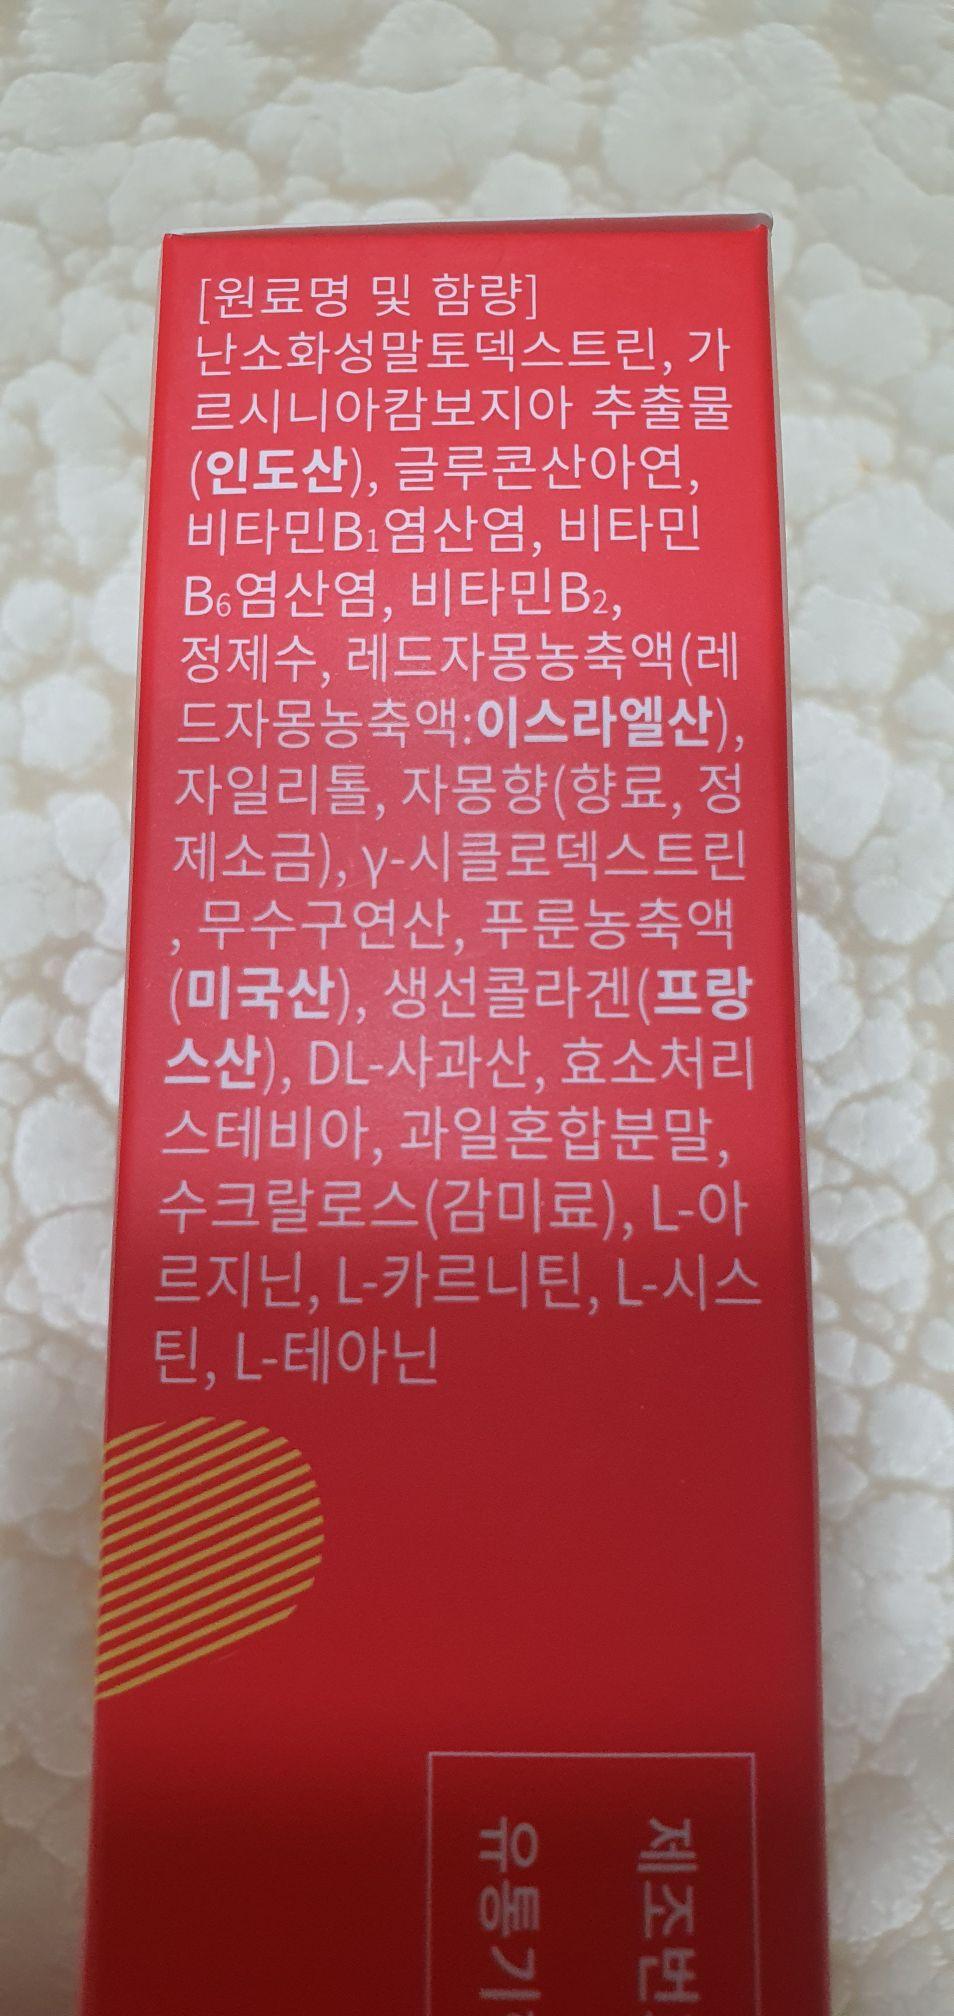 [원료명 및 함량]
난소화성말토덱스트린, 가
르시니아캄보지아 추출물
(인도산), 글루콘산아연,
비타민B₁염산염, 비타민
B₆염산염, 비타민B₂,
정제수, 레드자몽농축액(레
드자몽농축액:이스라엘산),
자일리톨, 자몽향(향료, 정
제소금), γ-시클로덱스트린
, 무수구연산, 푸룬농축액
(미국산), 생선콜라겐(프랑
스산), DL-사과산, 효소처리
스테비아, 과일혼합분말,
수크랄로스(감미료), L-아
르지닌, L-카르니틴, L-시스
틴, L-테아닌
제조번
유통기